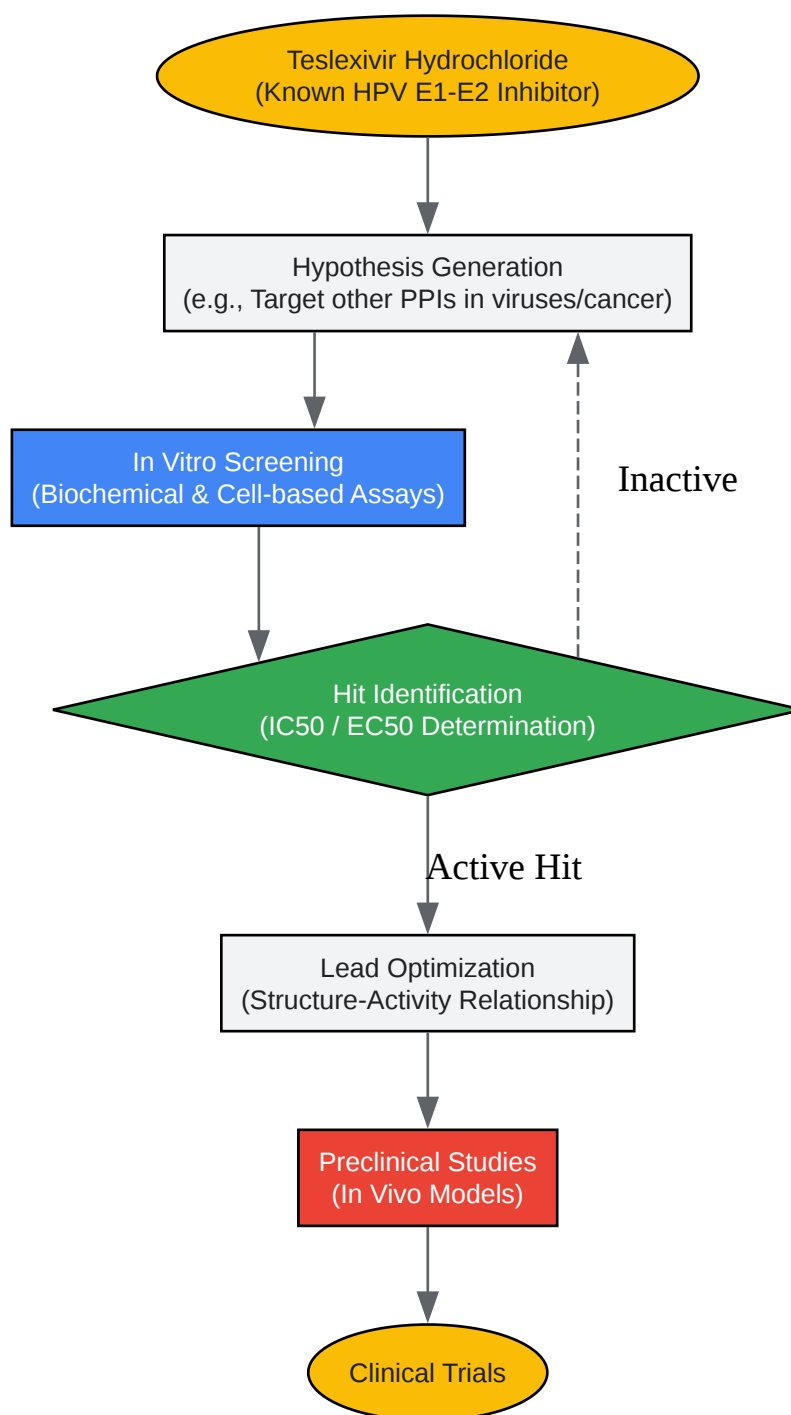 Teslexivir Hydrochloride
(Known HPV E1-E2 Inhibitor)
Hypothesis Generation
(e.g., Target other PPIs in viruses/cancer)
In Vitro Screening
(Biochemical & Cell-based Assays)
Inactive
Hit Identification
(IC50 / EC50 Determination)
Active Hit
Lead Optimization
(Structure-Activity Relationship)
Preclinical Studies
(In Vivo Models)
Clinical Trials